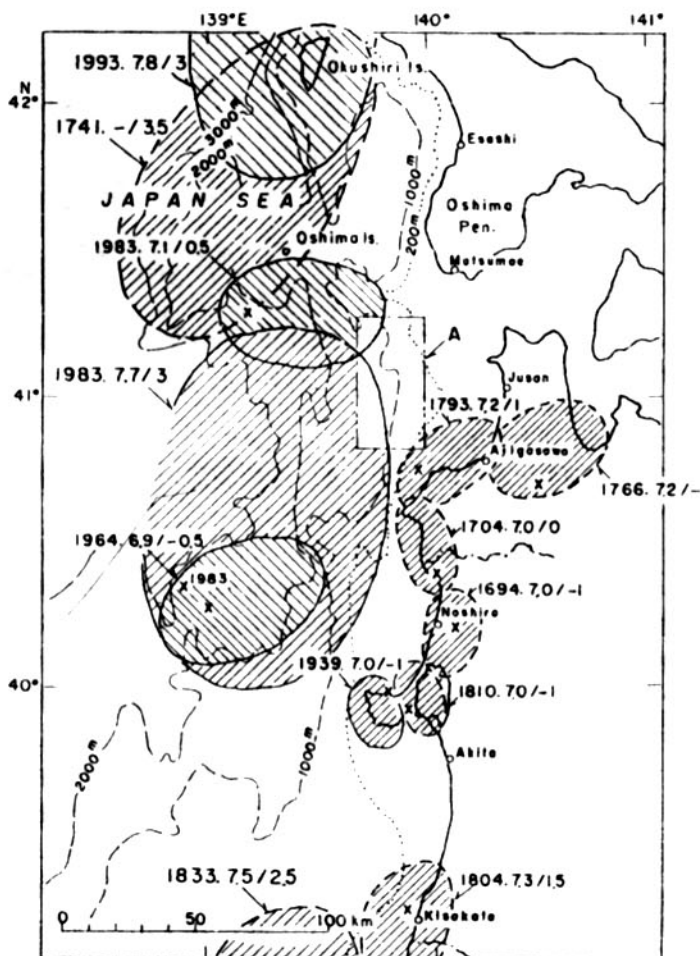 139°E 140° 141°
N
1993. 7.8/3
Okushiri Is.
42°
1741. -/3.5
3000m
2000m
Esashi
JAPAN SEA
200m
1000m
Oshima
Pen.
1983. 7.1/0.5
Oshima Is.
Matsumae
A
41°
Jusan
1983. 7.7/3
1793. 7.2/1
Ajigasawa
1766. 7.2/-
1704. 7.0/0
1964. 6.9/-0.5
1983
1694. 7.0/-1
Noshiro
1939. 7.0/-1
40°
1810. 7.0/-1
2000m
1000m
Akita
1833. 7.5/2.5
1804. 7.3/1.5
0 50 100 km
Kisakata